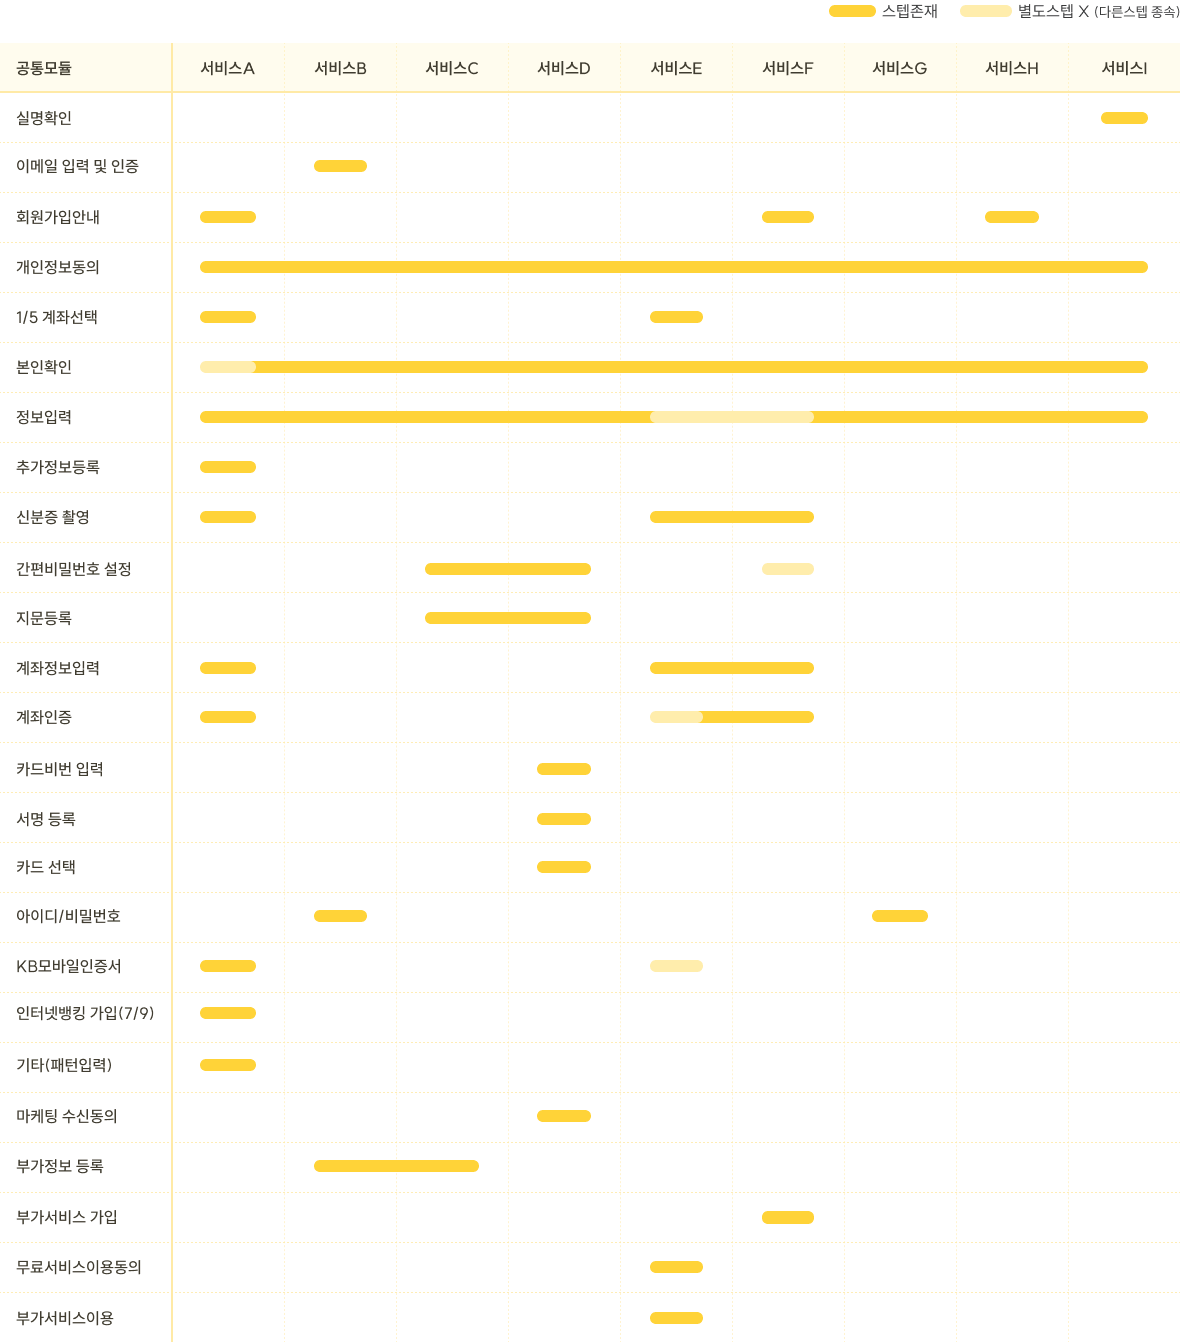 스텝존재 별도스텝 X (다른스텝 종속)
공통모듈 서비스A 서비스B 서비스C 서비스D 서비스E 서비스F 서비스G 서비스H 서비스I
실명확인
이메일 입력 및 인증
회원가입안내
개인정보동의
1/5 계좌선택
본인확인
정보입력
추가정보등록
신분증 촬영
간편비밀번호 설정
지문등록
계좌정보입력
계좌인증
카드비번 입력
서명 등록
카드 선택
아이디/비밀번호
KB모바일인증서
인터넷뱅킹 가입(7/9)
기타(패턴입력)
마케팅 수신동의
부가정보 등록
부가서비스 가입
무료서비스이용동의
부가서비스이용